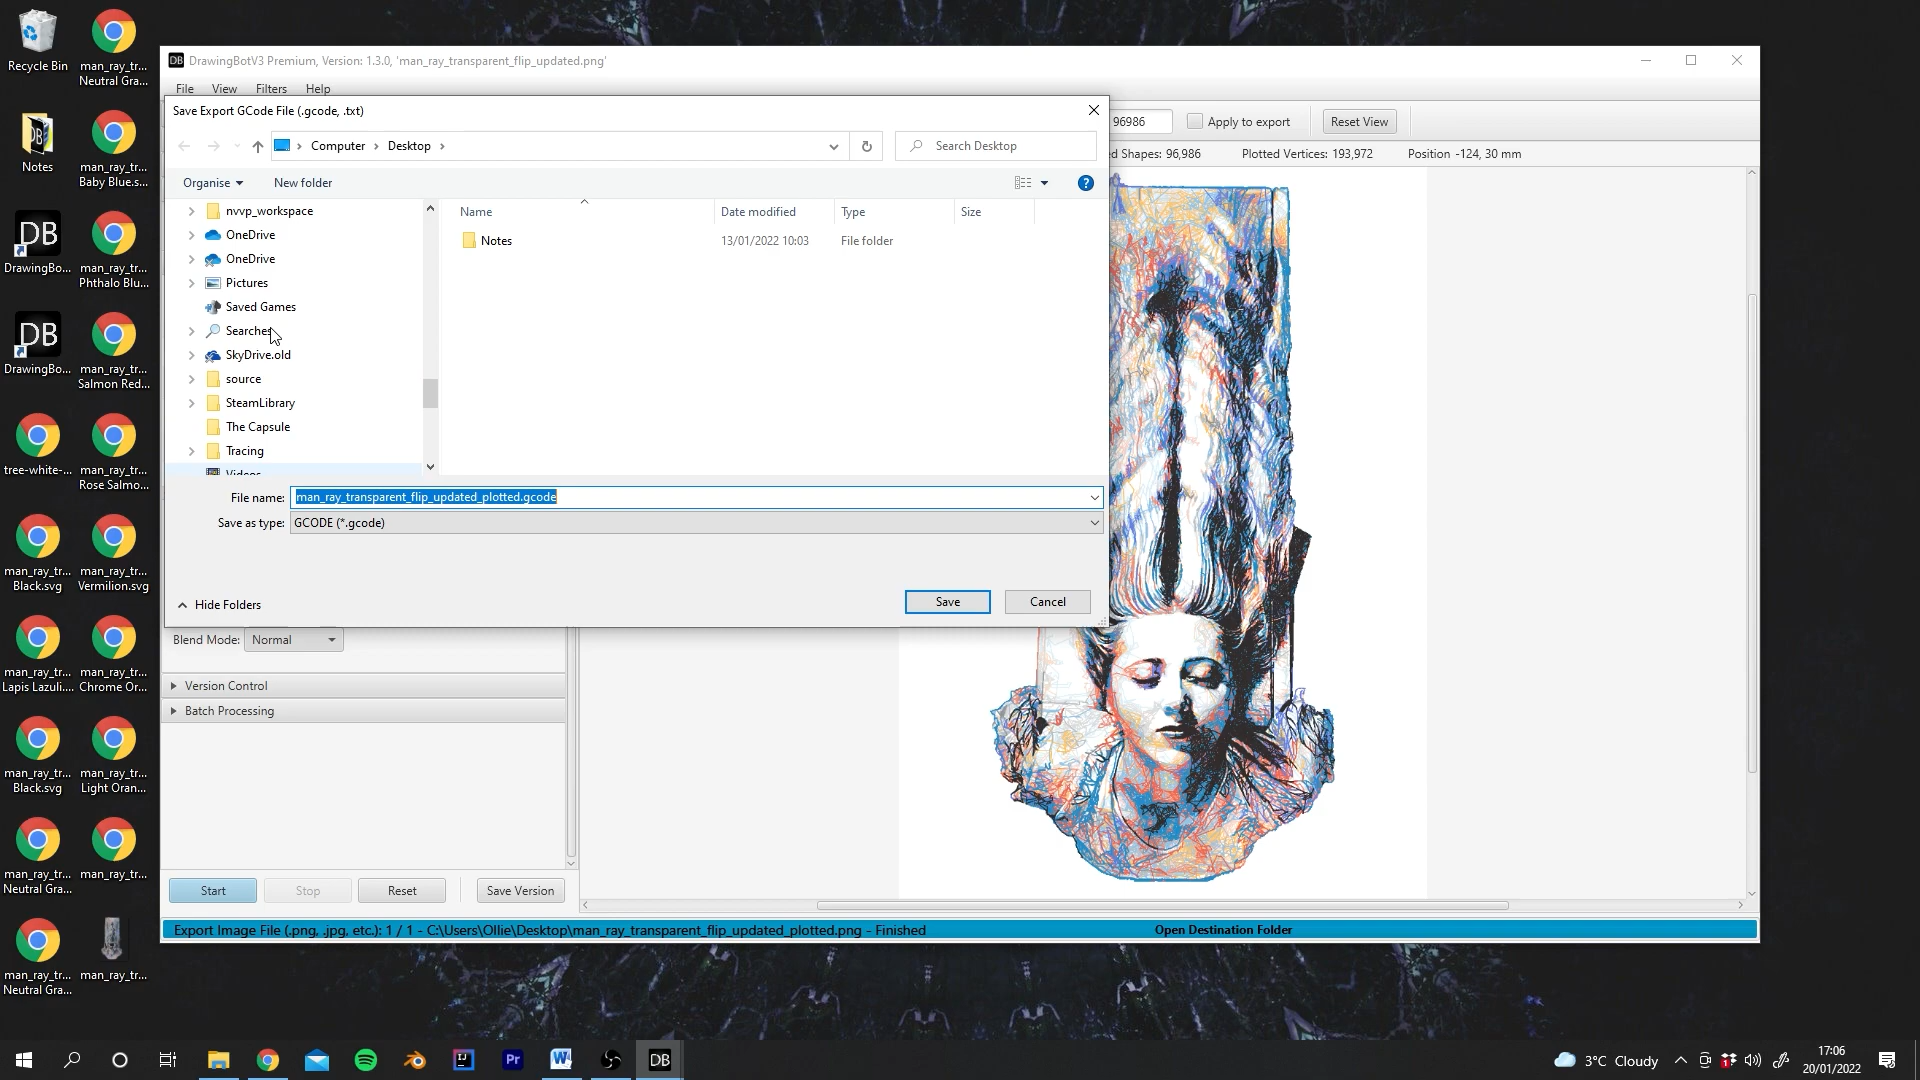 Recycle Bin
man_ray_tr...
Neutral Gra...
Notes
man_ray_tr...
Baby Blue.s...
DrawingBo...
man_ray_tr...
Phthalo Blu...
DrawingBo...
man_ray_tr...
Salmon Red...
tree-white-...
man_ray_tr...
Rose Salmo...
man_ray_tr...
Black.svg
man_ray_tr...
Vermilion.svg
man_ray_tr...
Lapis Lazuli....
man_ray_tr...
Chrome Or...
man_ray_tr...
Black.svg
man_ray_tr...
Light Oran...
man_ray_tr...
Neutral Gra...
man_ray_tr...
man_ray_tr...
Neutral Gra...
man_ray_tr...
DB DrawingBotV3 Premium, Version: 1.3.0, 'man_ray_transparent_flip_updated.png'
File View Filters Help
Save Export GCode File (.gcode, .txt)
Computer > Desktop >
Search Desktop
Organise New folder
nvvp_workspace
OneDrive
OneDrive
Pictures
Saved Games
Searches
SkyDrive.old
source
SteamLibrary
The Capsule
Tracing
Videos
Name Date modified Type Size
Notes 13/01/2022 10:03 File folder
File name: man_ray_transparent_flip_updated_plotted.gcode
Save as type: GCODE (*.gcode)
Hide Folders
Save Cancel
96986 Apply to export Reset View
d Shapes: 96,986 Plotted Vertices: 193,972 Position -124, 30 mm
Blend Mode: Normal
Version Control
Batch Processing
Start Stop Reset Save Version
Export Image File (.png, .jpg, etc.): 1 / 1 - C:\Users\Ollie\Desktop\man_ray_transparent_flip_updated_plotted.png - Finished Open Destination Folder
3°C Cloudy
17:06
20/01/2022